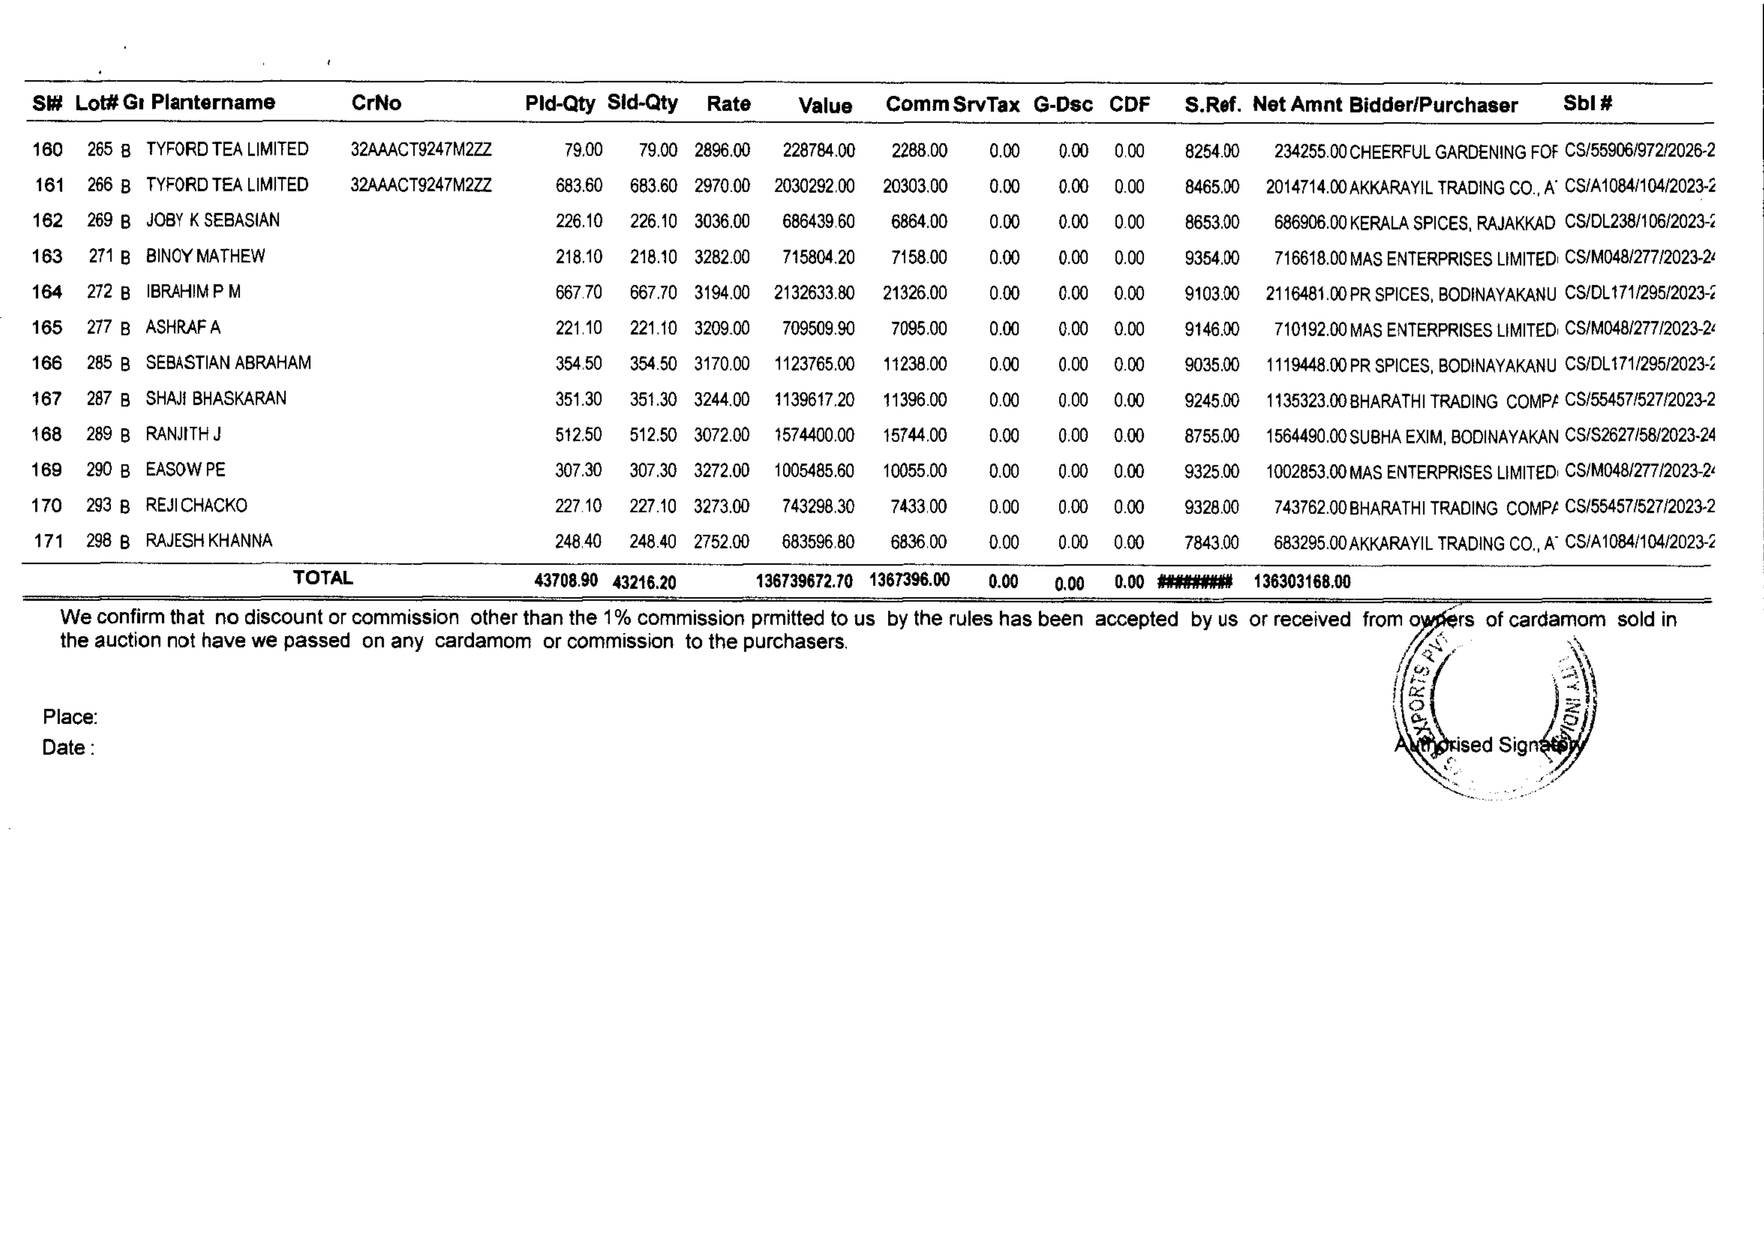 Sl# Lot# Gr Plantername CrNo Pld-Qty Sld-Qty Rate Value Comm SrvTax G-Dsc CDF S.Ref. Net Amnt Bidder/Purchaser Sbl #
160 265 B TYFORD TEA LIMITED 32AAACT9247M2ZZ 79.00 79.00 2896.00 228784.00 2288.00 0.00 0.00 0.00 8254.00 234255.00 CHEERFUL GARDENING FOR CS/55906/972/2026-2
161 266 B TYFORD TEA LIMITED 32AAACT9247M2ZZ 683.60 683.60 2970.00 2030292.00 20303.00 0.00 0.00 0.00 8465.00 2014714.00 AKKARAYIL TRADING CO., A CS/A1084/104/2023-2
162 269 B JOBY K SEBASIAN 226.10 226.10 3036.00 686439.60 6864.00 0.00 0.00 0.00 8653.00 686906.00 KERALA SPICES, RAJAKKAD CS/DL238/106/2023-2
163 271 B BINOY MATHEW 218.10 218.10 3282.00 715804.20 7158.00 0.00 0.00 0.00 9354.00 716618.00 MAS ENTERPRISES LIMITED CS/M048/277/2023-24
164 272 B IBRAHIM P M 667.70 667.70 3194.00 2132633.80 21326.00 0.00 0.00 0.00 9103.00 2116481.00 PR SPICES, BODINAYAKANU CS/DL171/295/2023-2
165 277 B ASHRAF A 221.10 221.10 3209.00 709509.90 7095.00 0.00 0.00 0.00 9146.00 710192.00 MAS ENTERPRISES LIMITED CS/M048/277/2023-24
166 285 B SEBASTIAN ABRAHAM 354.50 354.50 3170.00 1123765.00 11238.00 0.00 0.00 0.00 9035.00 1119448.00 PR SPICES, BODINAYAKANU CS/DL171/295/2023-2
167 287 B SHAJI BHASKARAN 351.30 351.30 3244.00 1139617.20 11396.00 0.00 0.00 0.00 9245.00 1135323.00 BHARATHI TRADING COMPA CS/55457/527/2023-2
168 289 B RANJITH J 512.50 512.50 3072.00 1574400.00 15744.00 0.00 0.00 0.00 8755.00 1564490.00 SUBHA EXIM, BODINAYAKAN CS/S2627/58/2023-24
169 290 B EASOW PE 307.30 307.30 3272.00 1005485.60 10055.00 0.00 0.00 0.00 9325.00 1002853.00 MAS ENTERPRISES LIMITED CS/M048/277/2023-24
170 293 B REJI CHACKO 227.10 227.10 3273.00 743298.30 7433.00 0.00 0.00 0.00 9328.00 743762.00 BHARATHI TRADING COMPA CS/55457/527/2023-2
171 298 B RAJESH KHANNA 248.40 248.40 2752.00 683596.80 6836.00 0.00 0.00 0.00 7843.00 683295.00 AKKARAYIL TRADING CO., A CS/A1084/104/2023-2
TOTAL 43708.90 43216.20 136739672.70 1367396.00 0.00 0.00 0.00 ######### 136303168.00
We confirm that no discount or commission other than the 1% commission prmitted to us by the rules has been accepted by us or received from owners of cardamom sold in
the auction not have we passed on any cardamom or commission to the purchasers.
Place:
Date :
Authorised Signatory
EXPORTS PVT